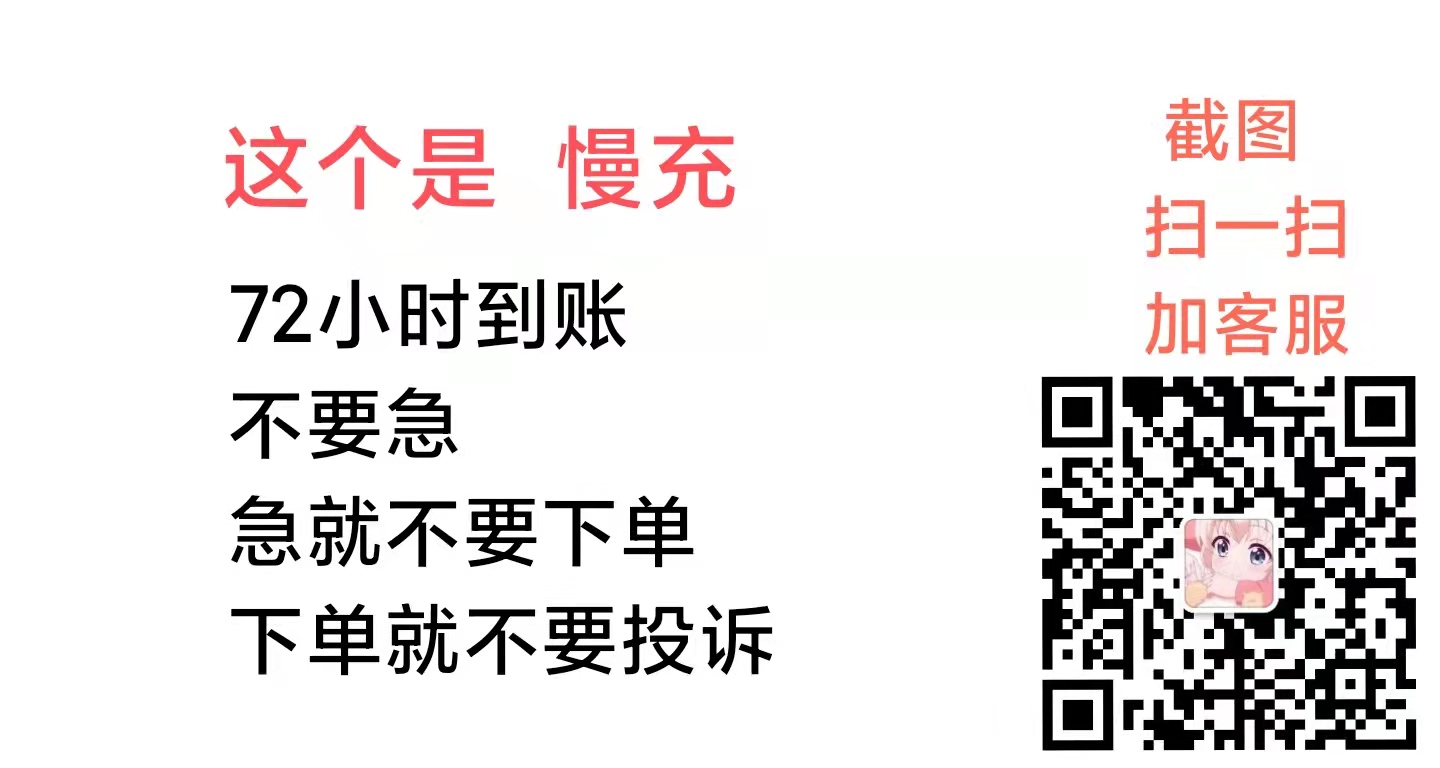 这个是 慢充
72小时到账
不要急
急就不要下单
下单就不要投诉
截图
扫一扫
加客服